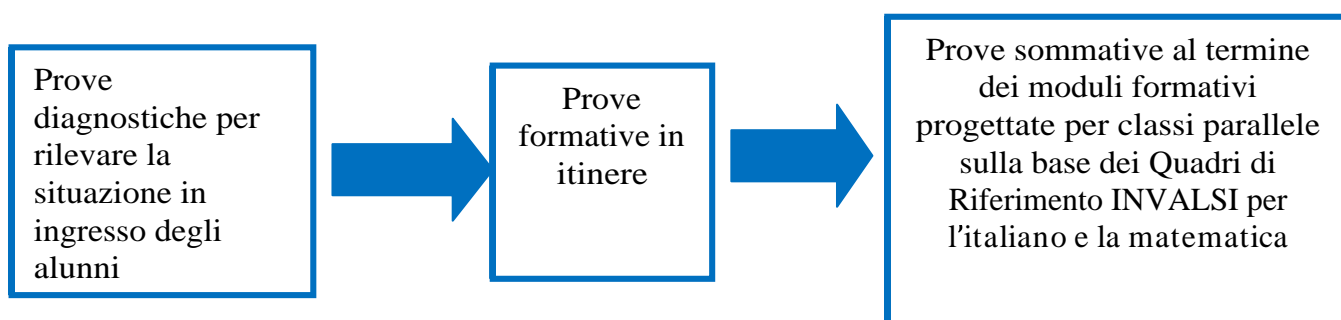 Prove
diagnostiche per
rilevare la
situazione in
ingresso degli
alunni
Prove
formative in
itinere
Prove sommative al termine
dei moduli formativi
progettate per classi parallele
sulla base dei Quadri di
Riferimento INVALSI per
l'italiano e la matematica